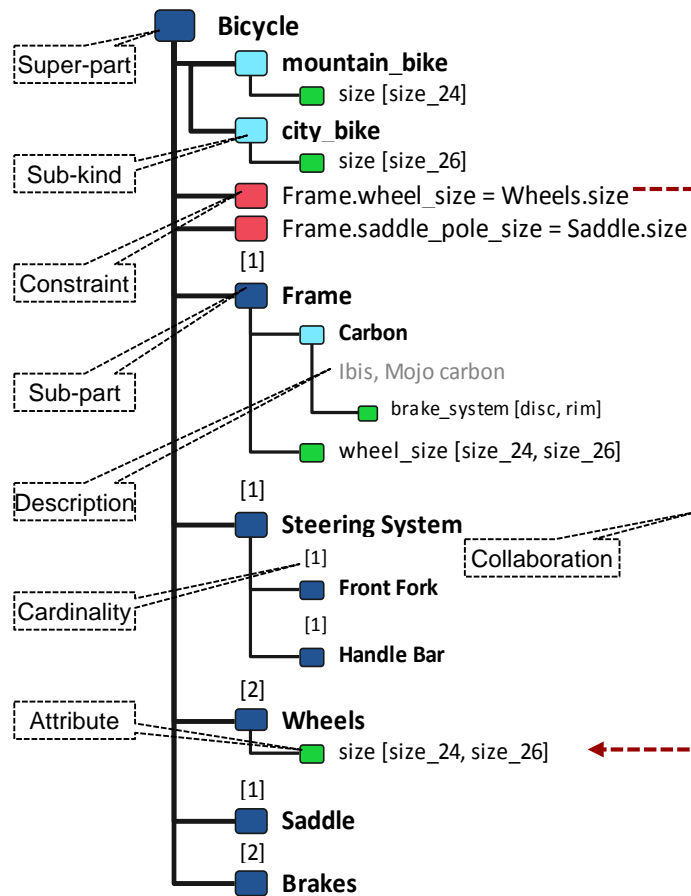 Bicycle
Super-part
mountain_bike
size [size_24]
city_bike
size [size_26]
Sub-kind
Frame.wheel_size = Wheels.size
Frame.saddle_pole_size = Saddle.size
[1]
Constraint
Frame
Carbon
Ibis, Mojo carbon
Sub-part
brake_system [disc, rim]
wheel_size [size_24, size_26]
Description
[1]
Steering System
Collaboration
[1]
Front Fork
Cardinality
[1]
Handle Bar
[2]
Attribute
Wheels
size [size_24, size_26]
[1]
Saddle
[2]
Brakes